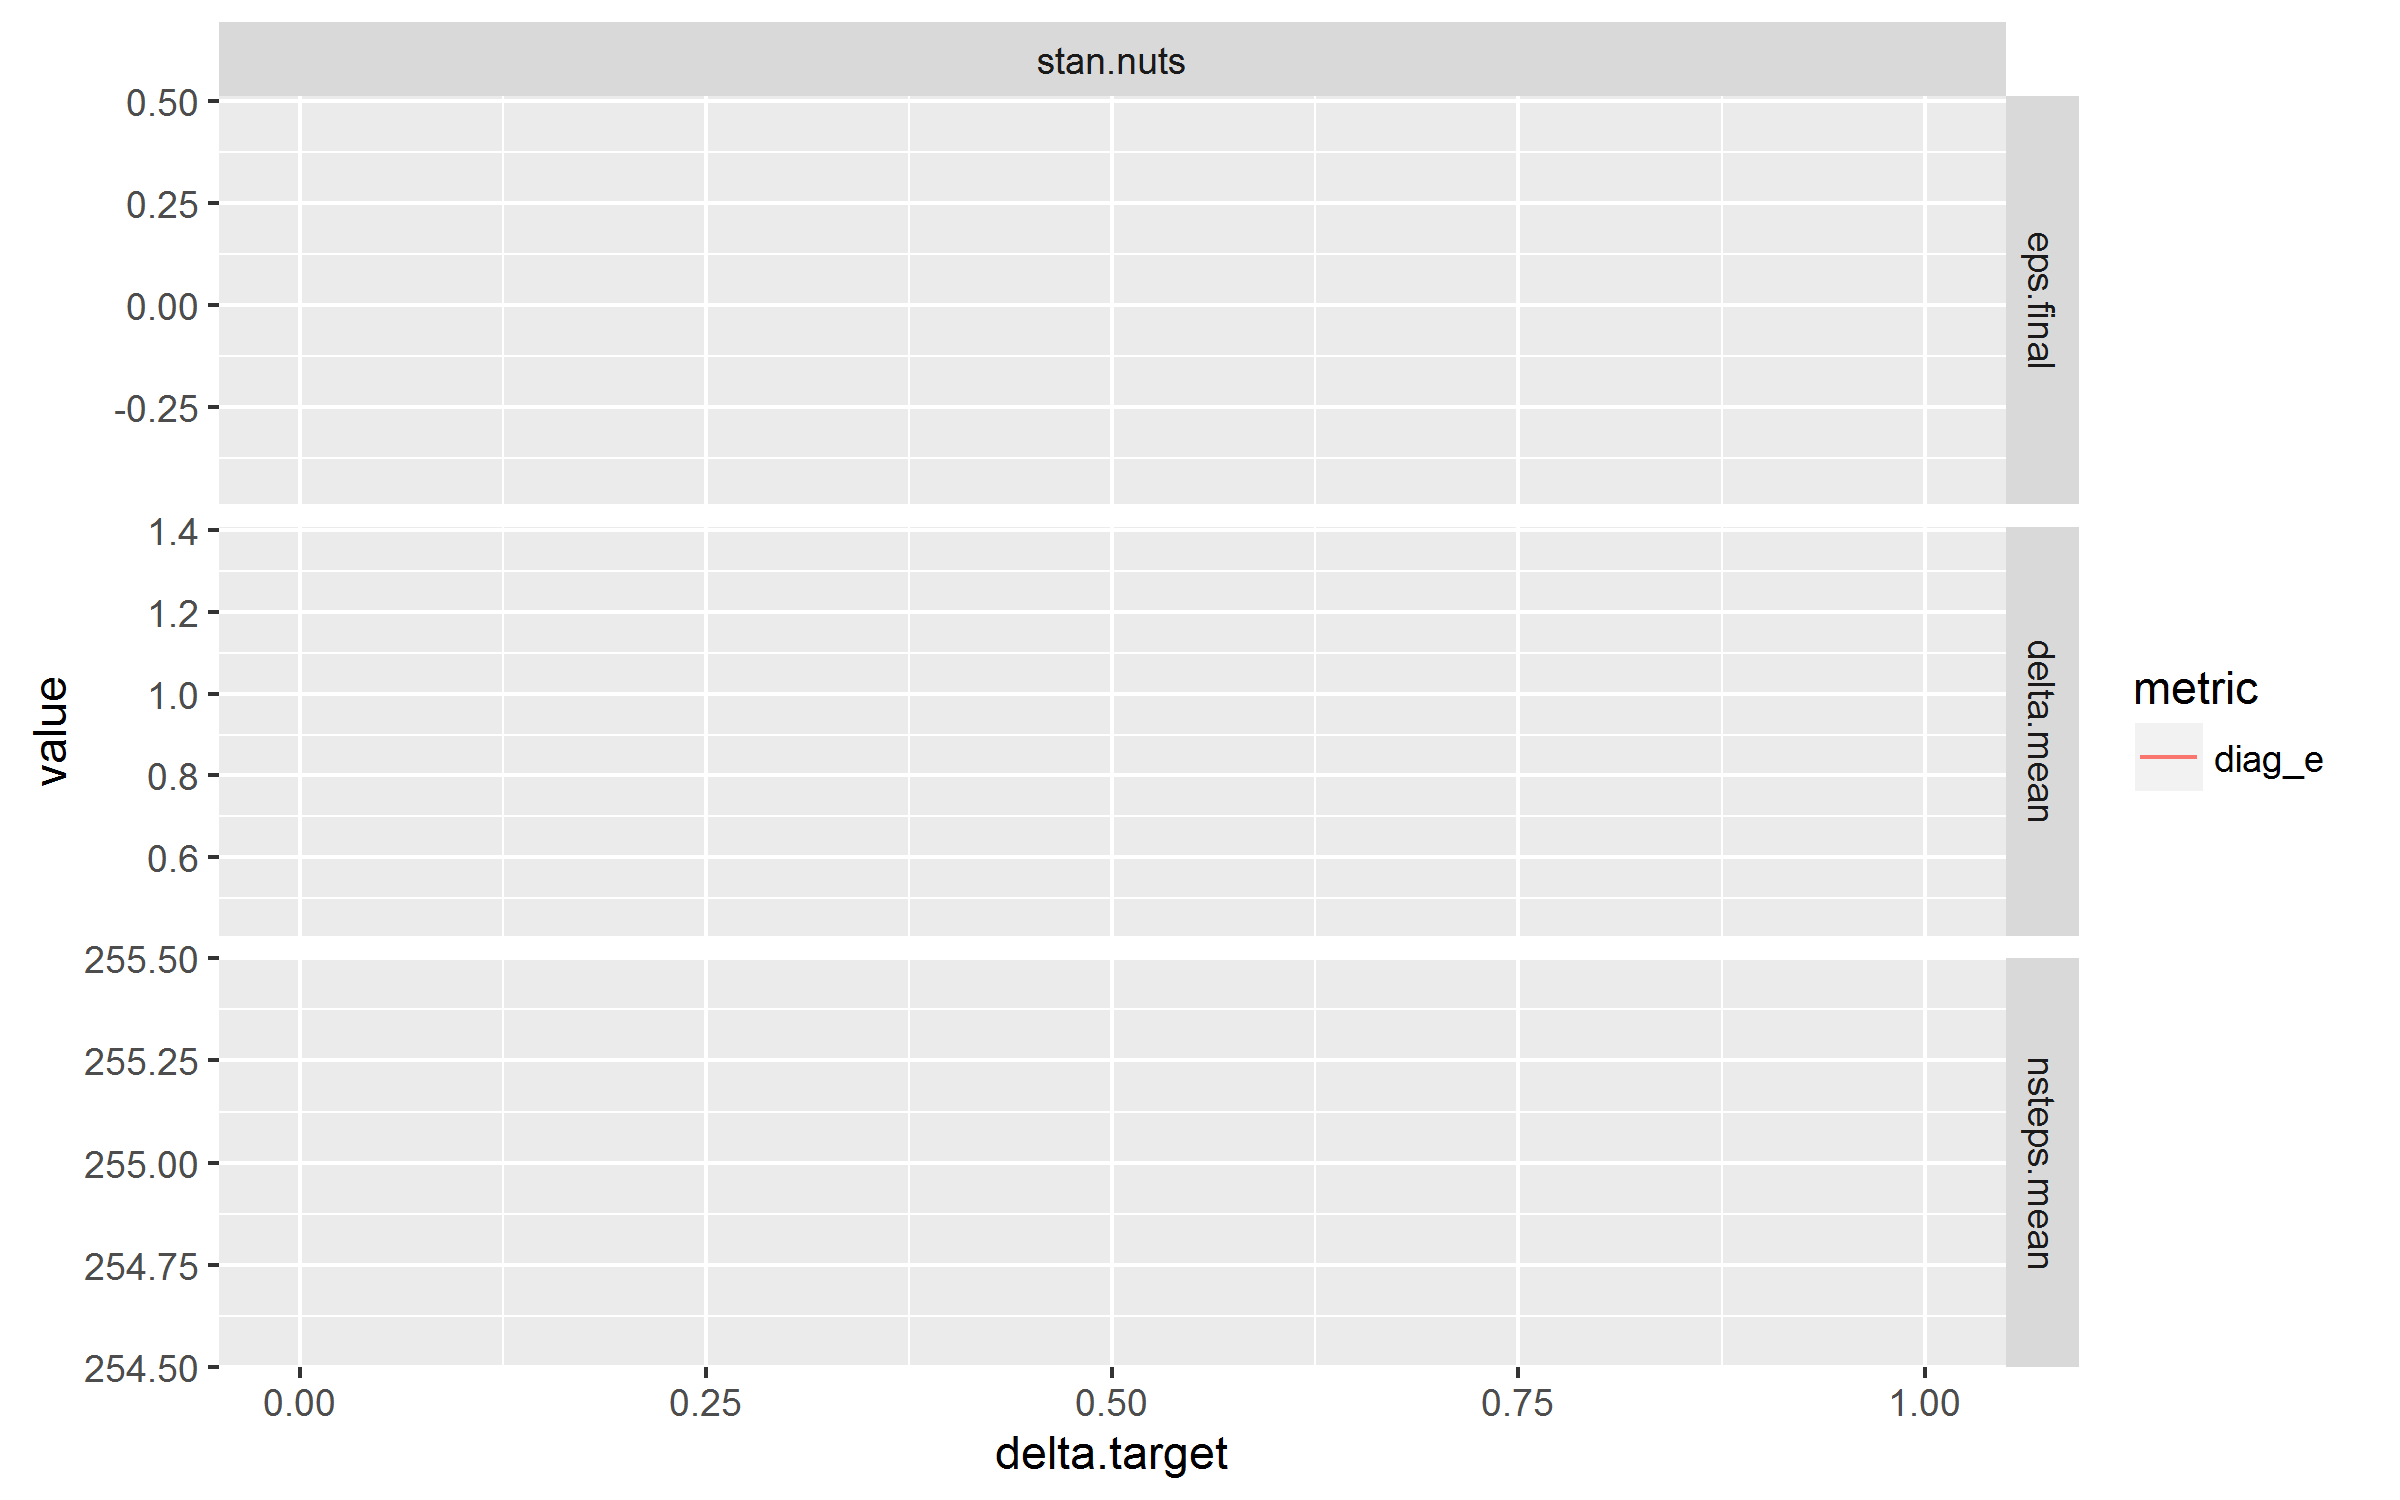 stan.nuts
0.50
0.25
0.00
-0.25
eps.final
1.4
1.2
1.0
0.8
0.6
delta.mean
255.50
255.25
255.00
254.75
254.50
nsteps.mean
0.00 0.25 0.50 0.75 1.00
delta.target
value
metric
diag_e